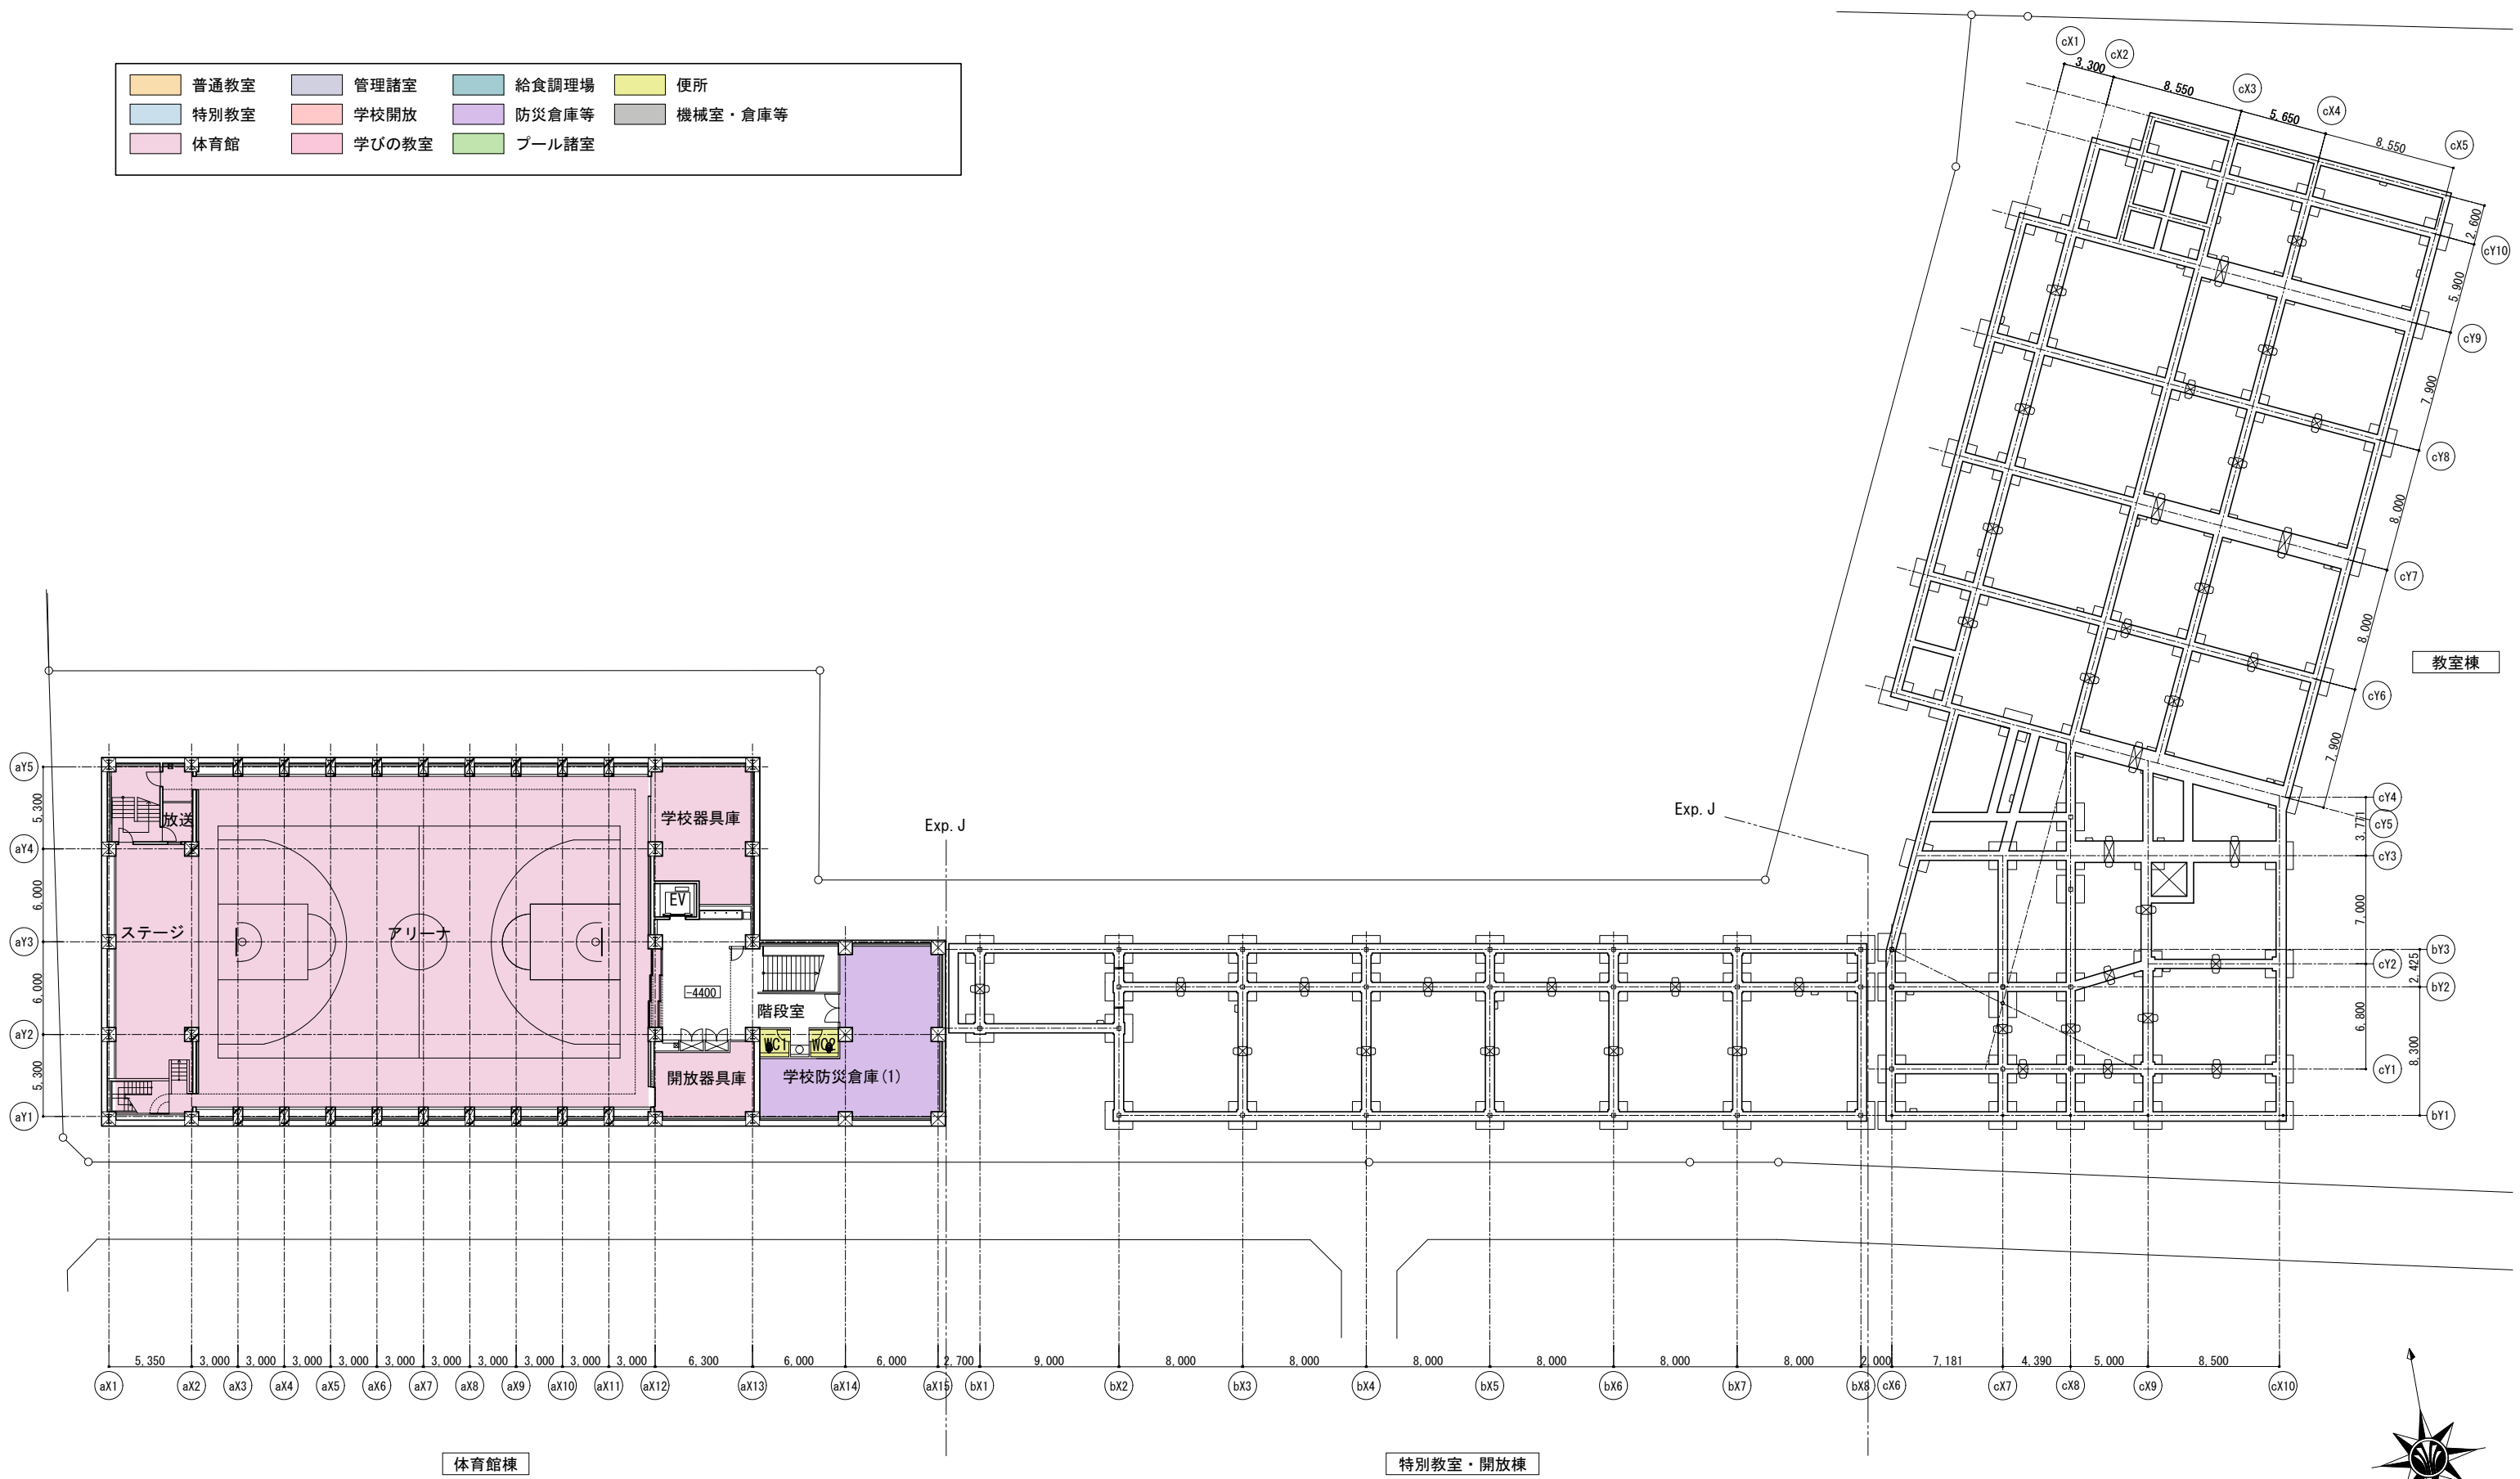 普通教室 管理諸室 給食調理場 便所
特別教室 学校開放 防災倉庫等 機械室・倉庫等
体育館 学びの教室 プール諸室
cX1 cX2 cX3 cX4 cX5
3,300 8,550 5,650 8,550
2,600
cY10
5,900
cY9
7,900
cY8
8,000
cY7
8,000
教室棟
cY6
7,900
cY4
cY5
3,771
cY3
7,000
bY3
cY2
2,425
bY2
6,800
cY1
8,300
bY1
Exp.J
Exp.J
aY5
5,300
aY4
6,000
aY3
6,000
aY2
5,300
aY1
放送
学校器具庫
EV
ステージ
アリーナ
-4400
階段室
WC1 WC2
開放器具庫
学校防災倉庫(1)
5,350 3,000 3,000 3,000 3,000 3,000 3,000 3,000 3,000 3,000 3,000 6,300 6,000 6,000 2,700 9,000 8,000 8,000 8,000 8,000 8,000 8,000 2,000 7,181 4,390 5,000 8,500
aX1 aX2 aX3 aX4 aX5 aX6 aX7 aX8 aX9 aX10 aX11 aX12 aX13 aX14 aX15 bX1 bX2 bX3 bX4 bX5 bX6 bX7 bX8 cX6 cX7 cX8 cX9 cX10
体育館棟
特別教室・開放棟